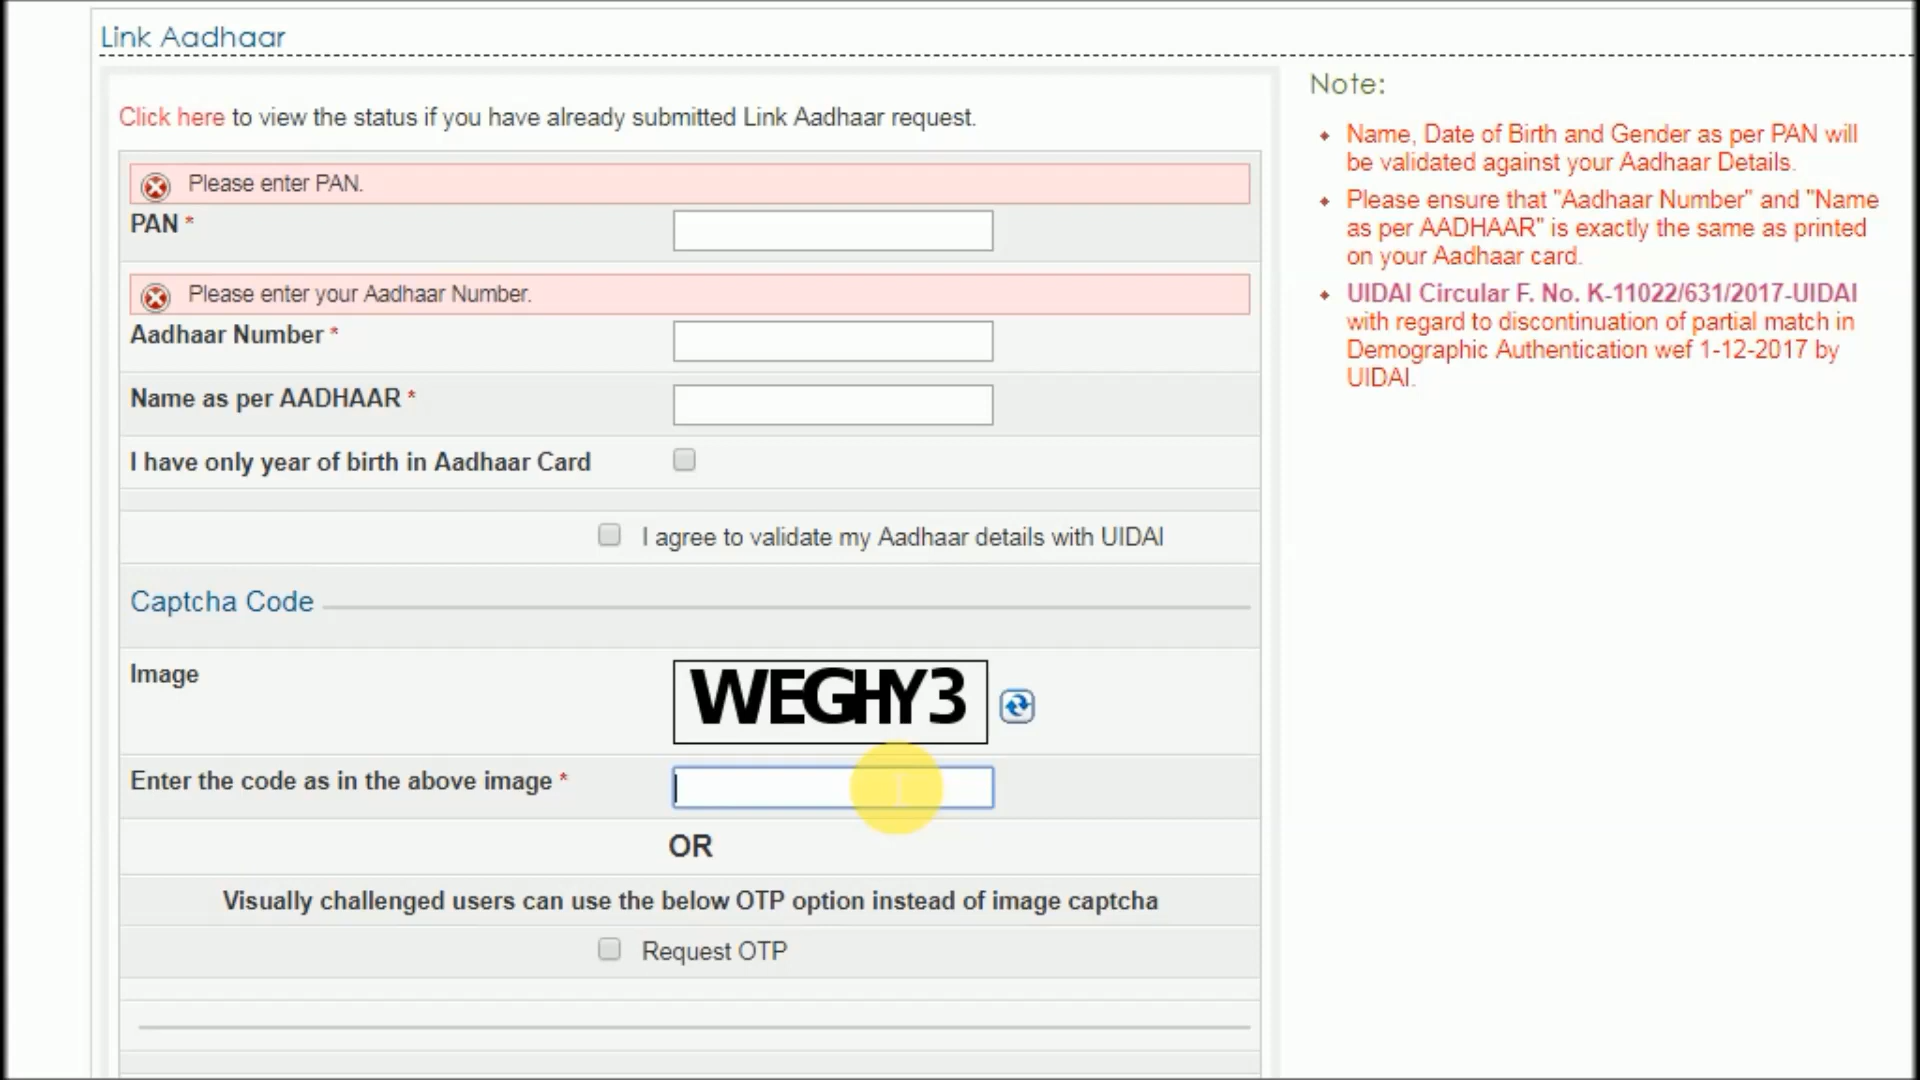 Link Aadhaar
Click here to view the status if you have already submitted Link Aadhaar request.
Please enter PAN.
PAN *
Please enter your Aadhaar Number.
Aadhaar Number *
Name as per AADHAAR *
I have only year of birth in Aadhaar Card
I agree to validate my Aadhaar details with UIDAI
Captcha Code
Image
WEGHY3
Enter the code as in the above image *
OR
Visually challenged users can use the below OTP option instead of image captcha
Request OTP
Note:
Name, Date of Birth and Gender as per PAN will
be validated against your Aadhaar Details.
Please ensure that "Aadhaar Number" and "Name
as per AADHAAR" is exactly the same as printed
on your Aadhaar card.
UIDAI Circular F. No. K-11022/631/2017-UIDAI
with regard to discontinuation of partial match in
Demographic Authentication wef 1-12-2017 by
UIDAI.